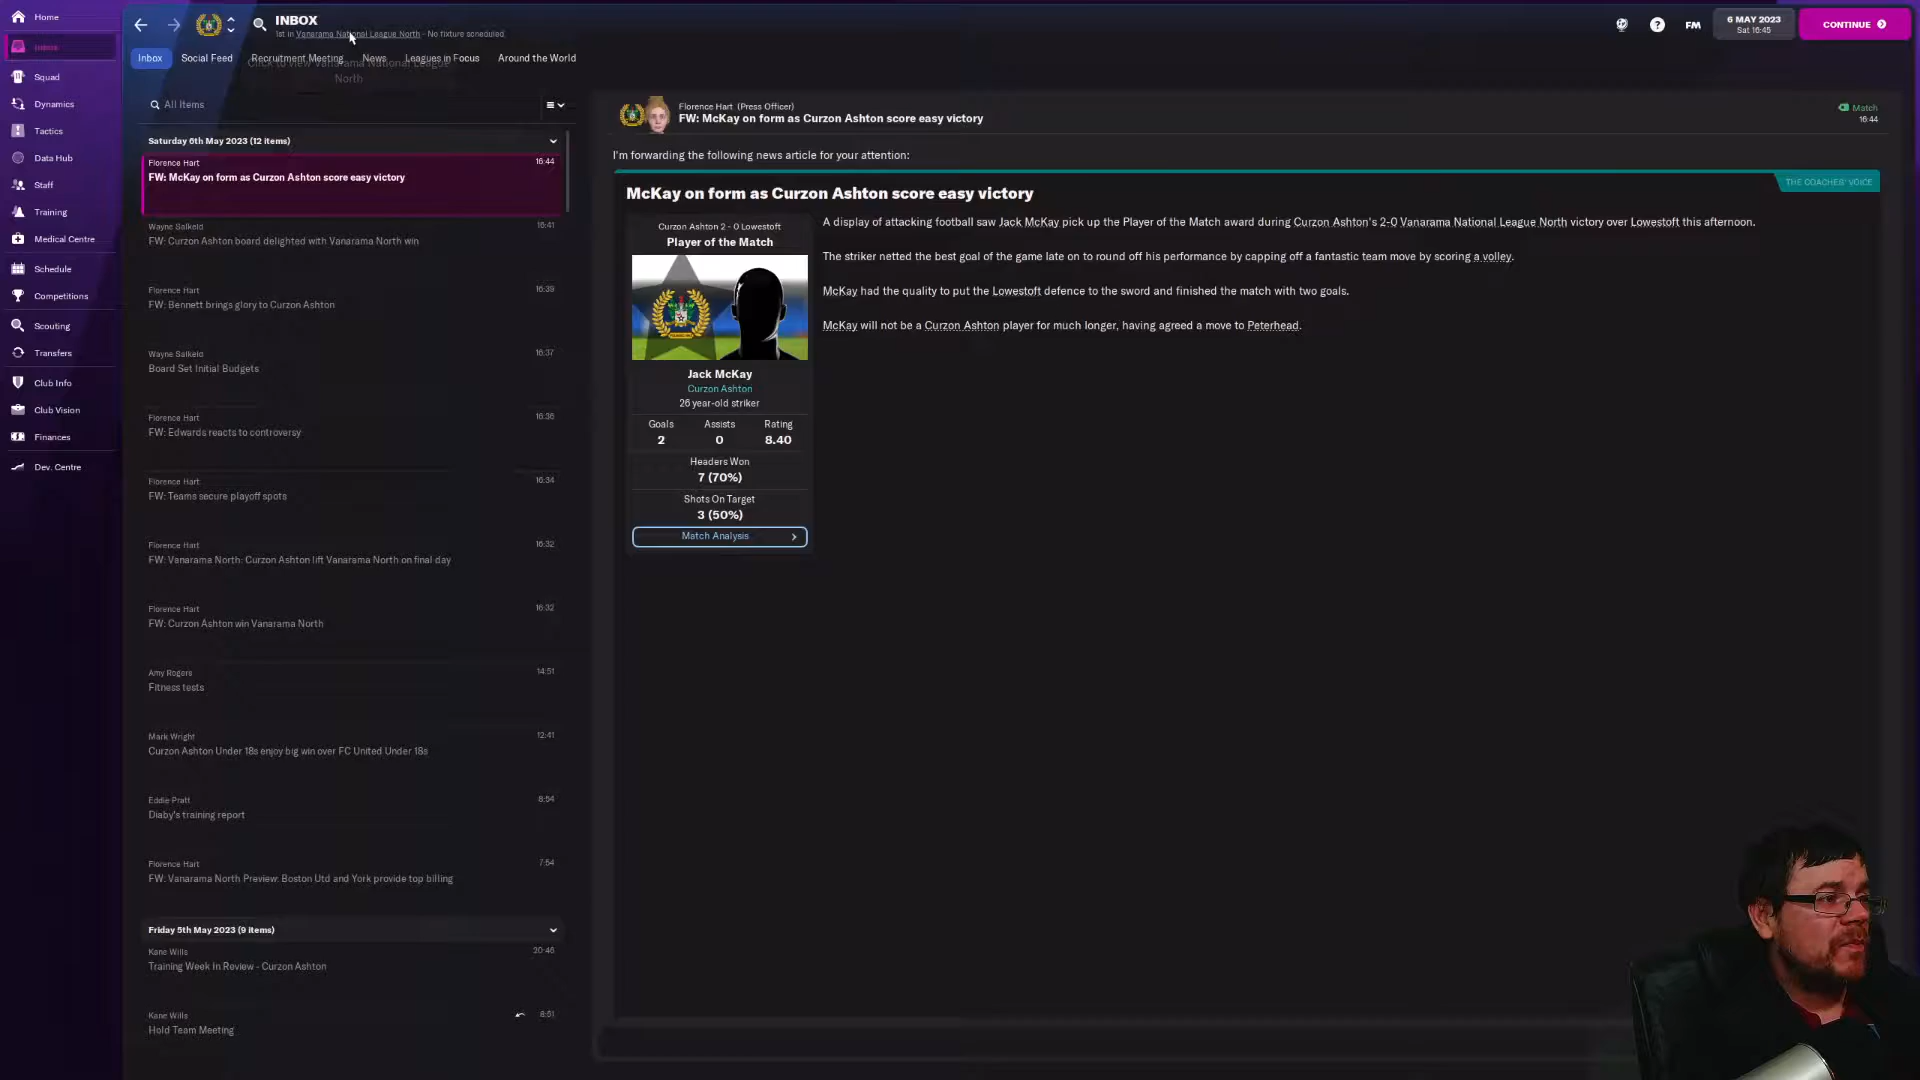 Home
Inbox
Squad
Dynamics
Tactics
Data Hub
Staff
Training
Medical Centre
Schedule
Competitions
Scouting
Transfers
Club Info
Club Vision
Finances
Dev. Centre
INBOX
1st in Vanarama National League North - No fixture scheduled
FM
6 MAY 2023
Sat 16:45
CONTINUE
Inbox
Social Feed
Recruitment Meeting
News
Leagues in Focus
Around the World
Click to view Vanarama National League
North
All Items
Saturday 6th May 2023 (12 items)
Florence Hart 16:44
FW: McKay on form as Curzon Ashton score easy victory
Wayne Salkeld 16:41
FW: Curzon Ashton board delighted with Vanarama North win
Florence Hart 16:39
FW: Bennett brings glory to Curzon Ashton
Wayne Salkeld 16:37
Board Set Initial Budgets
Florence Hart 16:36
FW: Edwards reacts to controversy
Florence Hart 16:34
FW: Teams secure playoff spots
Florence Hart 16:32
FW: Vanarama North: Curzon Ashton lift Vanarama North on final day
Florence Hart 16:32
FW: Curzon Ashton win Vanarama North
Amy Rogers 14:51
Fitness tests
Mark Wright 12:41
Curzon Ashton Under 18s enjoy big win over FC United Under 18s
Eddie Pratt 8:54
Diaby's training report
Florence Hart 7:54
FW: Vanarama North Preview: Boston Utd and York provide top billing
Friday 5th May 2023 (9 items)
Kane Wills 20:46
Training Week In Review - Curzon Ashton
Kane Wills 8:51
Hold Team Meeting
Florence Hart (Press Officer)
FW: McKay on form as Curzon Ashton score easy victory
Match
16:44
I'm forwarding the following news article for your attention:
THE COACHES' VOICE
McKay on form as Curzon Ashton score easy victory
Curzon Ashton 2 - 0 Lowestoft
Player of the Match
Jack McKay
Curzon Ashton
26 year-old striker
Goals Assists Rating
2 0 8.40
Headers Won
7 (70%)
Shots On Target
3 (50%)
Match Analysis
A display of attacking football saw Jack McKay pick up the Player of the Match award during Curzon Ashton's 2-0 Vanarama National League North victory over Lowestoft this afternoon.
The striker netted the best goal of the game late on to round off his performance by capping off a fantastic team move by scoring a volley.
McKay had the quality to put the Lowestoft defence to the sword and finished the match with two goals.
McKay will not be a Curzon Ashton player for much longer, having agreed a move to Peterhead.